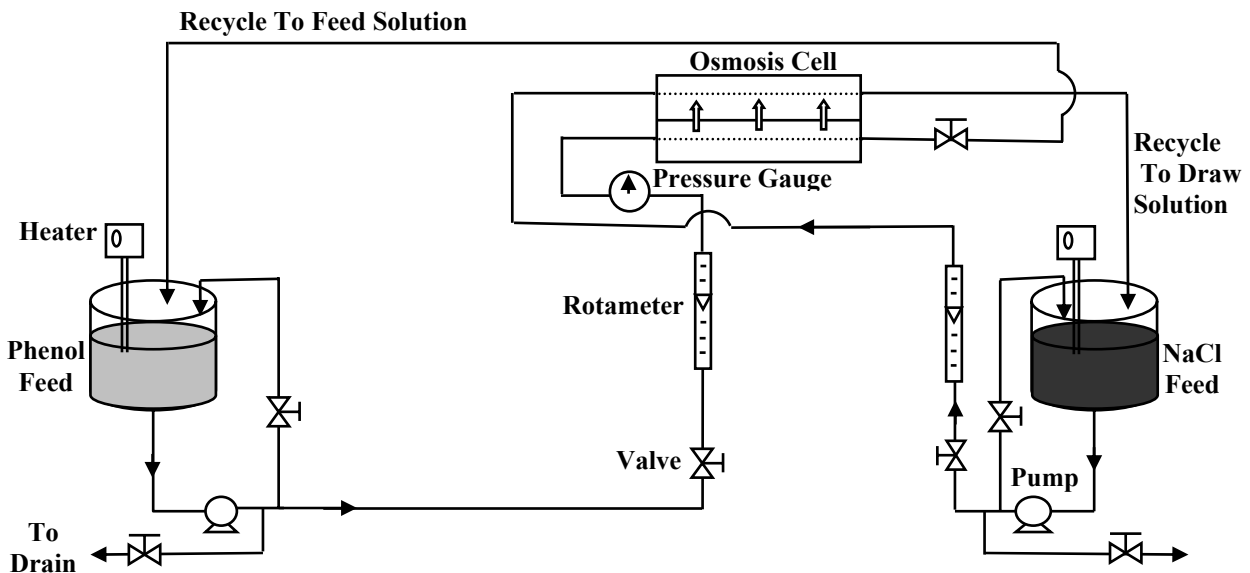 Recycle To Feed Solution
Osmosis Cell
Recycle
To Draw
Solution
Pressure Gauge
Heater
Rotameter
Phenol
Feed
NaCl
Feed
Valve
Pump
To
Drain